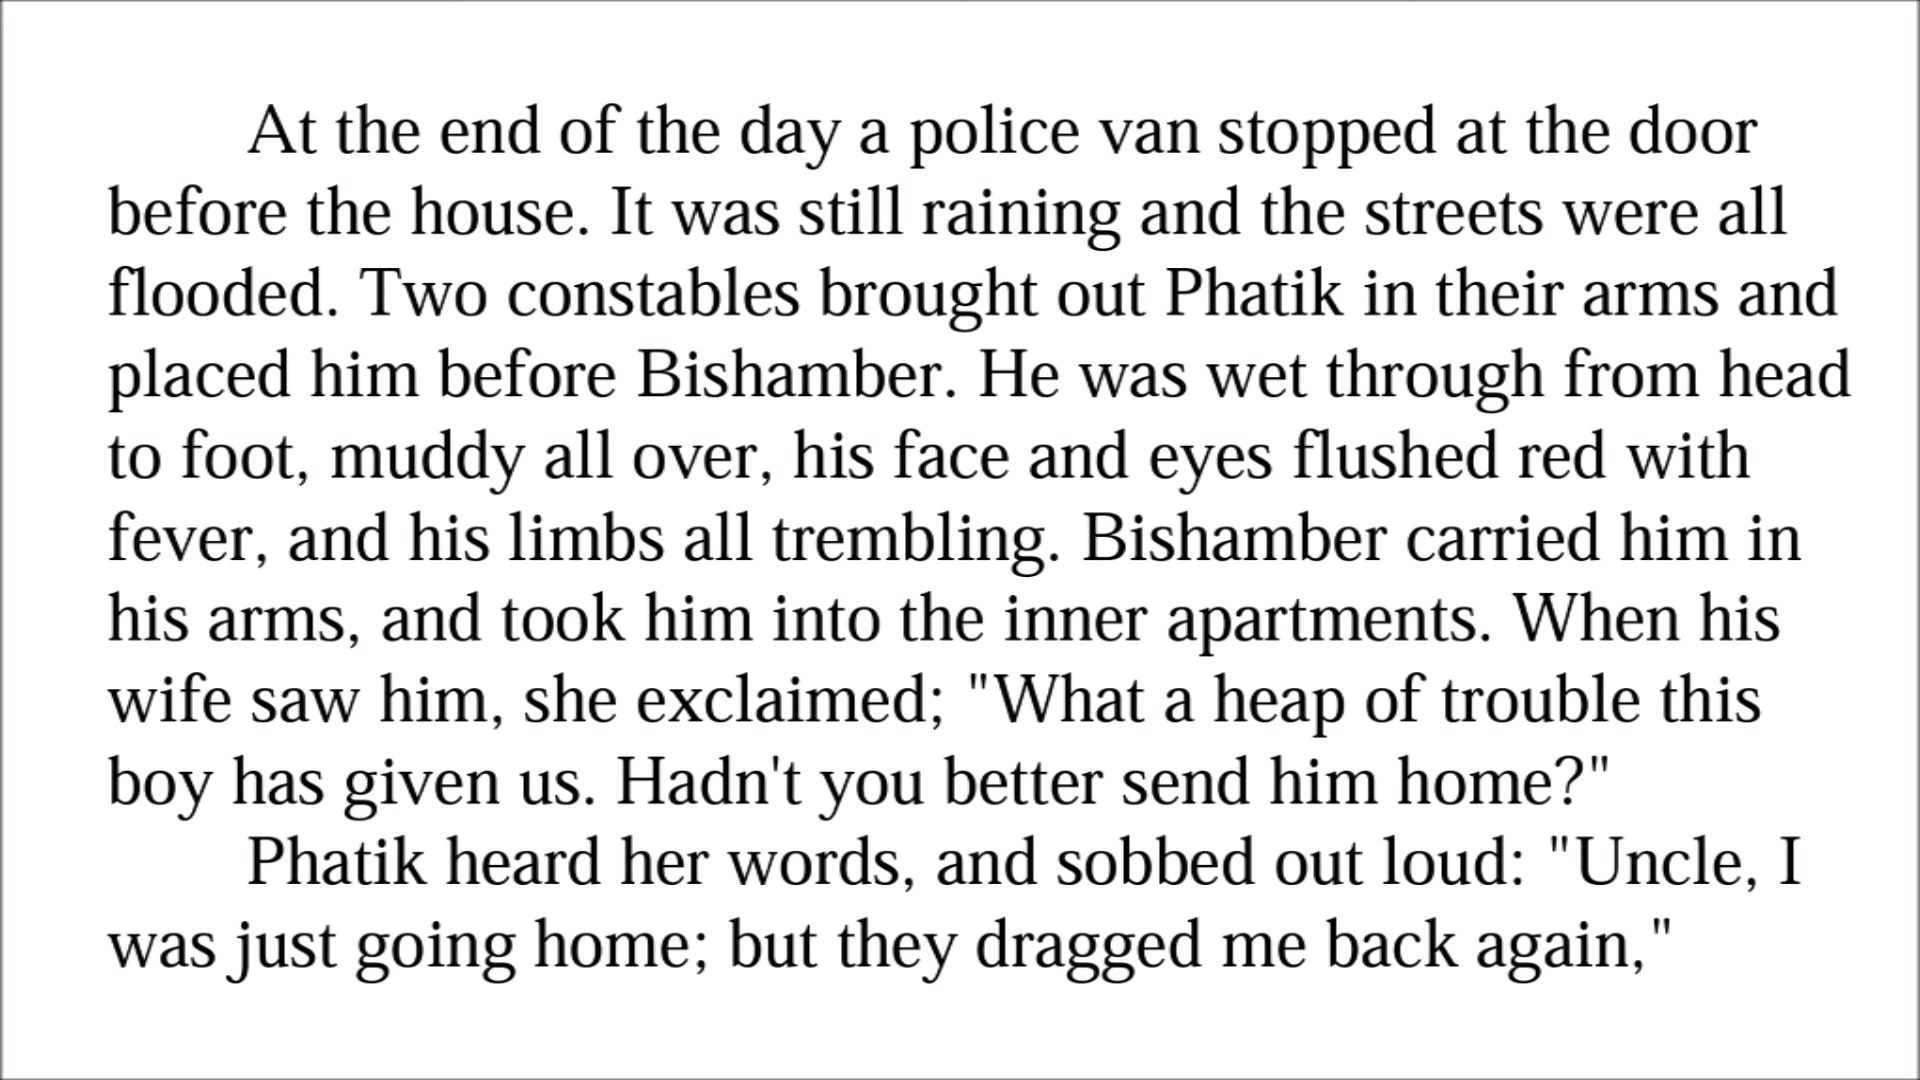 At the end of the day a police van stopped at the door
before the house. It was still raining and the streets were all
flooded. Two constables brought out Phatik in their arms and
placed him before Bishamber. He was wet through from head
to foot, muddy all over, his face and eyes flushed red with
fever, and his limbs all trembling. Bishamber carried him in
his arms, and took him into the inner apartments. When his
wife saw him, she exclaimed; "What a heap of trouble this
boy has given us. Hadn't you better send him home?"
Phatik heard her words, and sobbed out loud: "Uncle, I
was just going home; but they dragged me back again,"